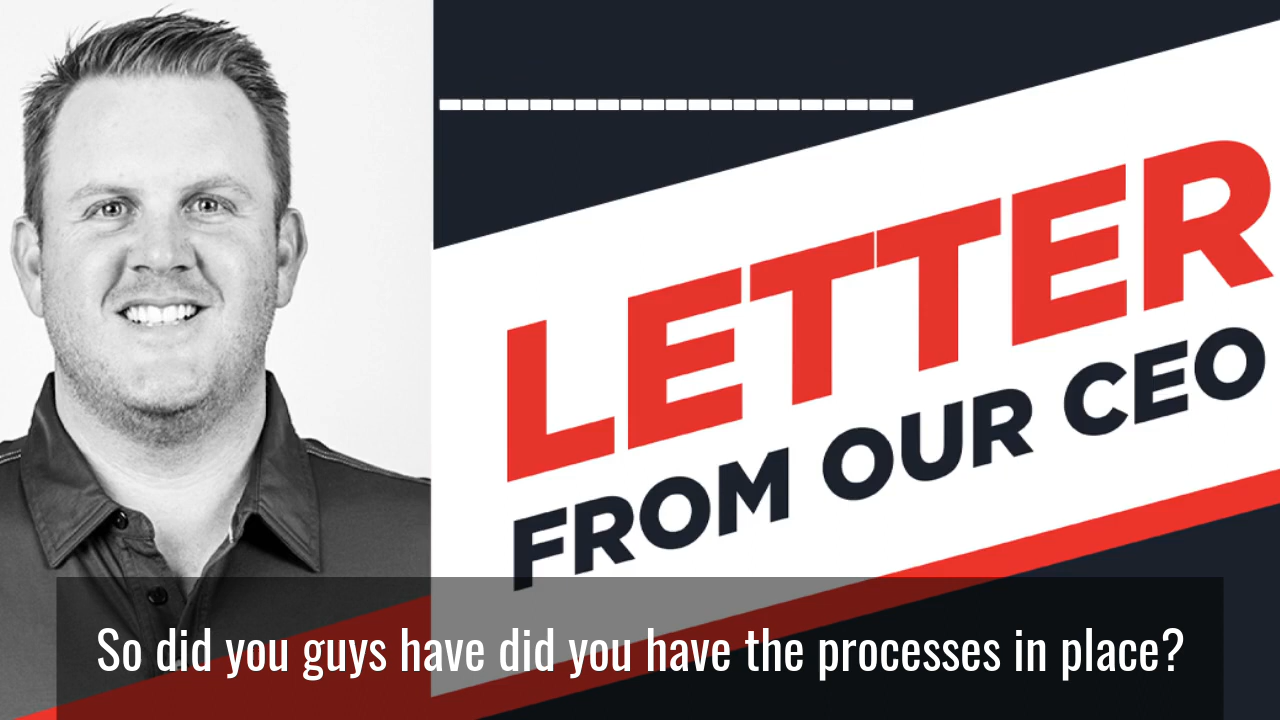 LETTER
FROM OUR CEO
So did you guys have did you have the processes in place?